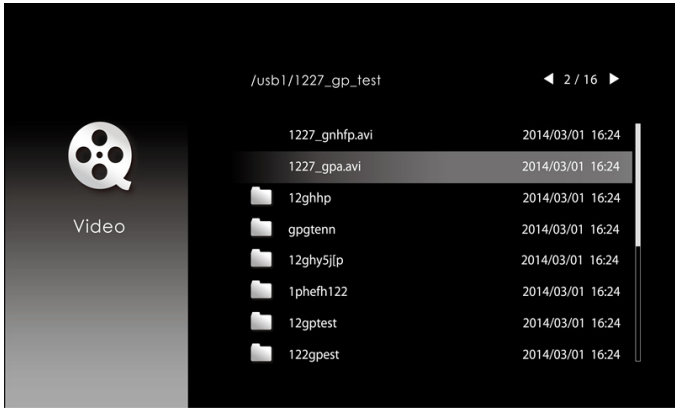 /usb1/1227_gp_test ◀ 2 / 16 ▶
1227_gnhfp.avi 2014/03/01 16:24
1227_gpa.avi 2014/03/01 16:24
12ghhp 2014/03/01 16:24
Video
gpgtenn 2014/03/01 16:24
12ghy5j[p 2014/03/01 16:24
1phefh122 2014/03/01 16:24
12gptest 2014/03/01 16:24
122gpest 2014/03/01 16:24